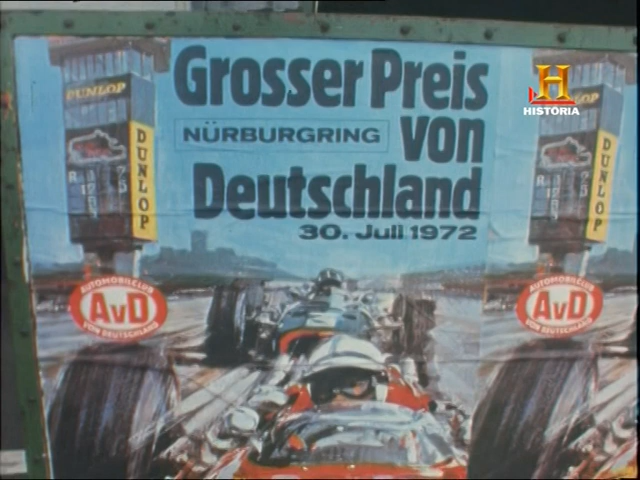 Grosser Preis
NÜRBURGRING
von
Deutschland
30. Juli 1972
DUNLOP
DUNLOP
AUTOMOBILCLUB
AvD
VON DEUTSCHLAND
DUNLOP
AUTOMOBILCLUB
AvD
VON DEUTSCHLAND
H
HISTORIA